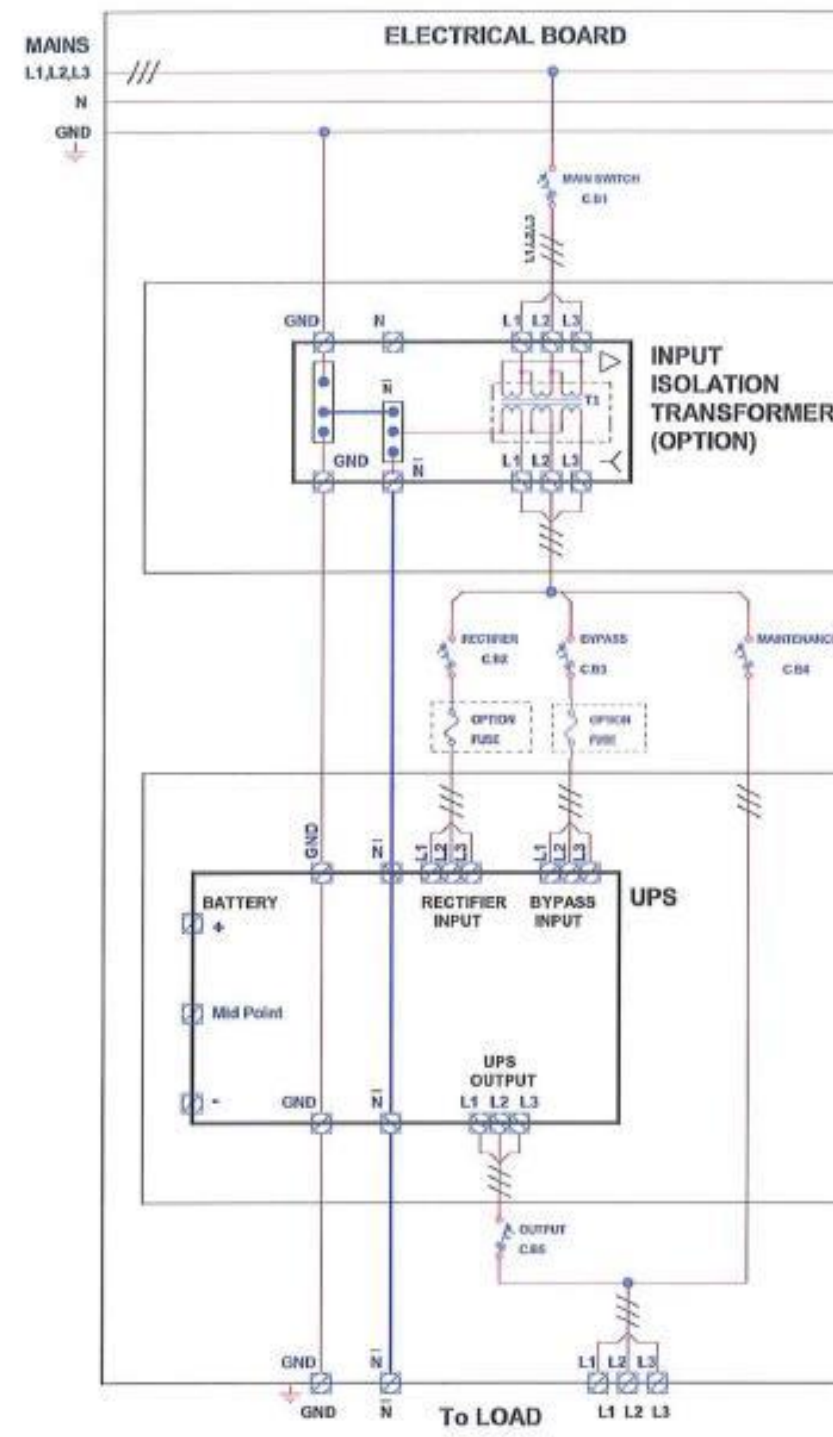 ELECTRICAL BOARD
MAINS
L1,L2,L3
N
GND
MAIN SWITCH
C.B1
L1,L2,L3
GND N L1 L2 L3
INPUT
ISOLATION
TRANSFORMER
(OPTION)
N̅
T1
GND N̅ L1 L2 L3
RECTIFIER
C.B2
BYPASS
C.B3
MAINTENANCE
C.B4
OPTION
FUSE
OPTION
FUSE
GND N̅ L1 L2 L3 L1 L2 L3
UPS
BATTERY
RECTIFIER
INPUT
BYPASS
INPUT
+
Mid Point
-
UPS
OUTPUT
GND N̅ L1 L2 L3
OUTPUT
C.B5
GND N̅ L1 L2 L3
GND N̅ To LOAD L1 L2 L3